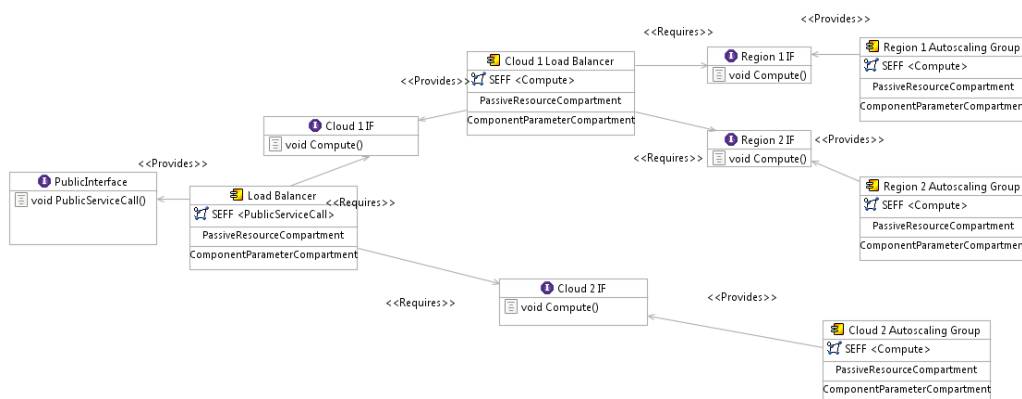 <<Provides>>
<<Requires>>
Region 1 IF
void Compute()
Region 1 Autoscaling Group
SEFF <Compute>
PassiveResourceCompartment
ComponentParameterCompartment
Cloud 1 Load Balancer
<<Provides>>
SEFF <Compute>
PassiveResourceCompartment
ComponentParameterCompartment
Cloud 1 IF
void Compute()
Region 2 IF
void Compute()
<<Provides>>
<<Requires>>
<<Provides>>
PublicInterface
void PublicServiceCall()
Load Balancer
<<Requires>>
SEFF <PublicServiceCall>
PassiveResourceCompartment
ComponentParameterCompartment
Region 2 Autoscaling Group
SEFF <Compute>
PassiveResourceCompartment
ComponentParameterCompartment
Cloud 2 IF
void Compute()
<<Requires>>
<<Provides>>
Cloud 2 Autoscaling Group
SEFF <Compute>
PassiveResourceCompartment
ComponentParameterCompartment